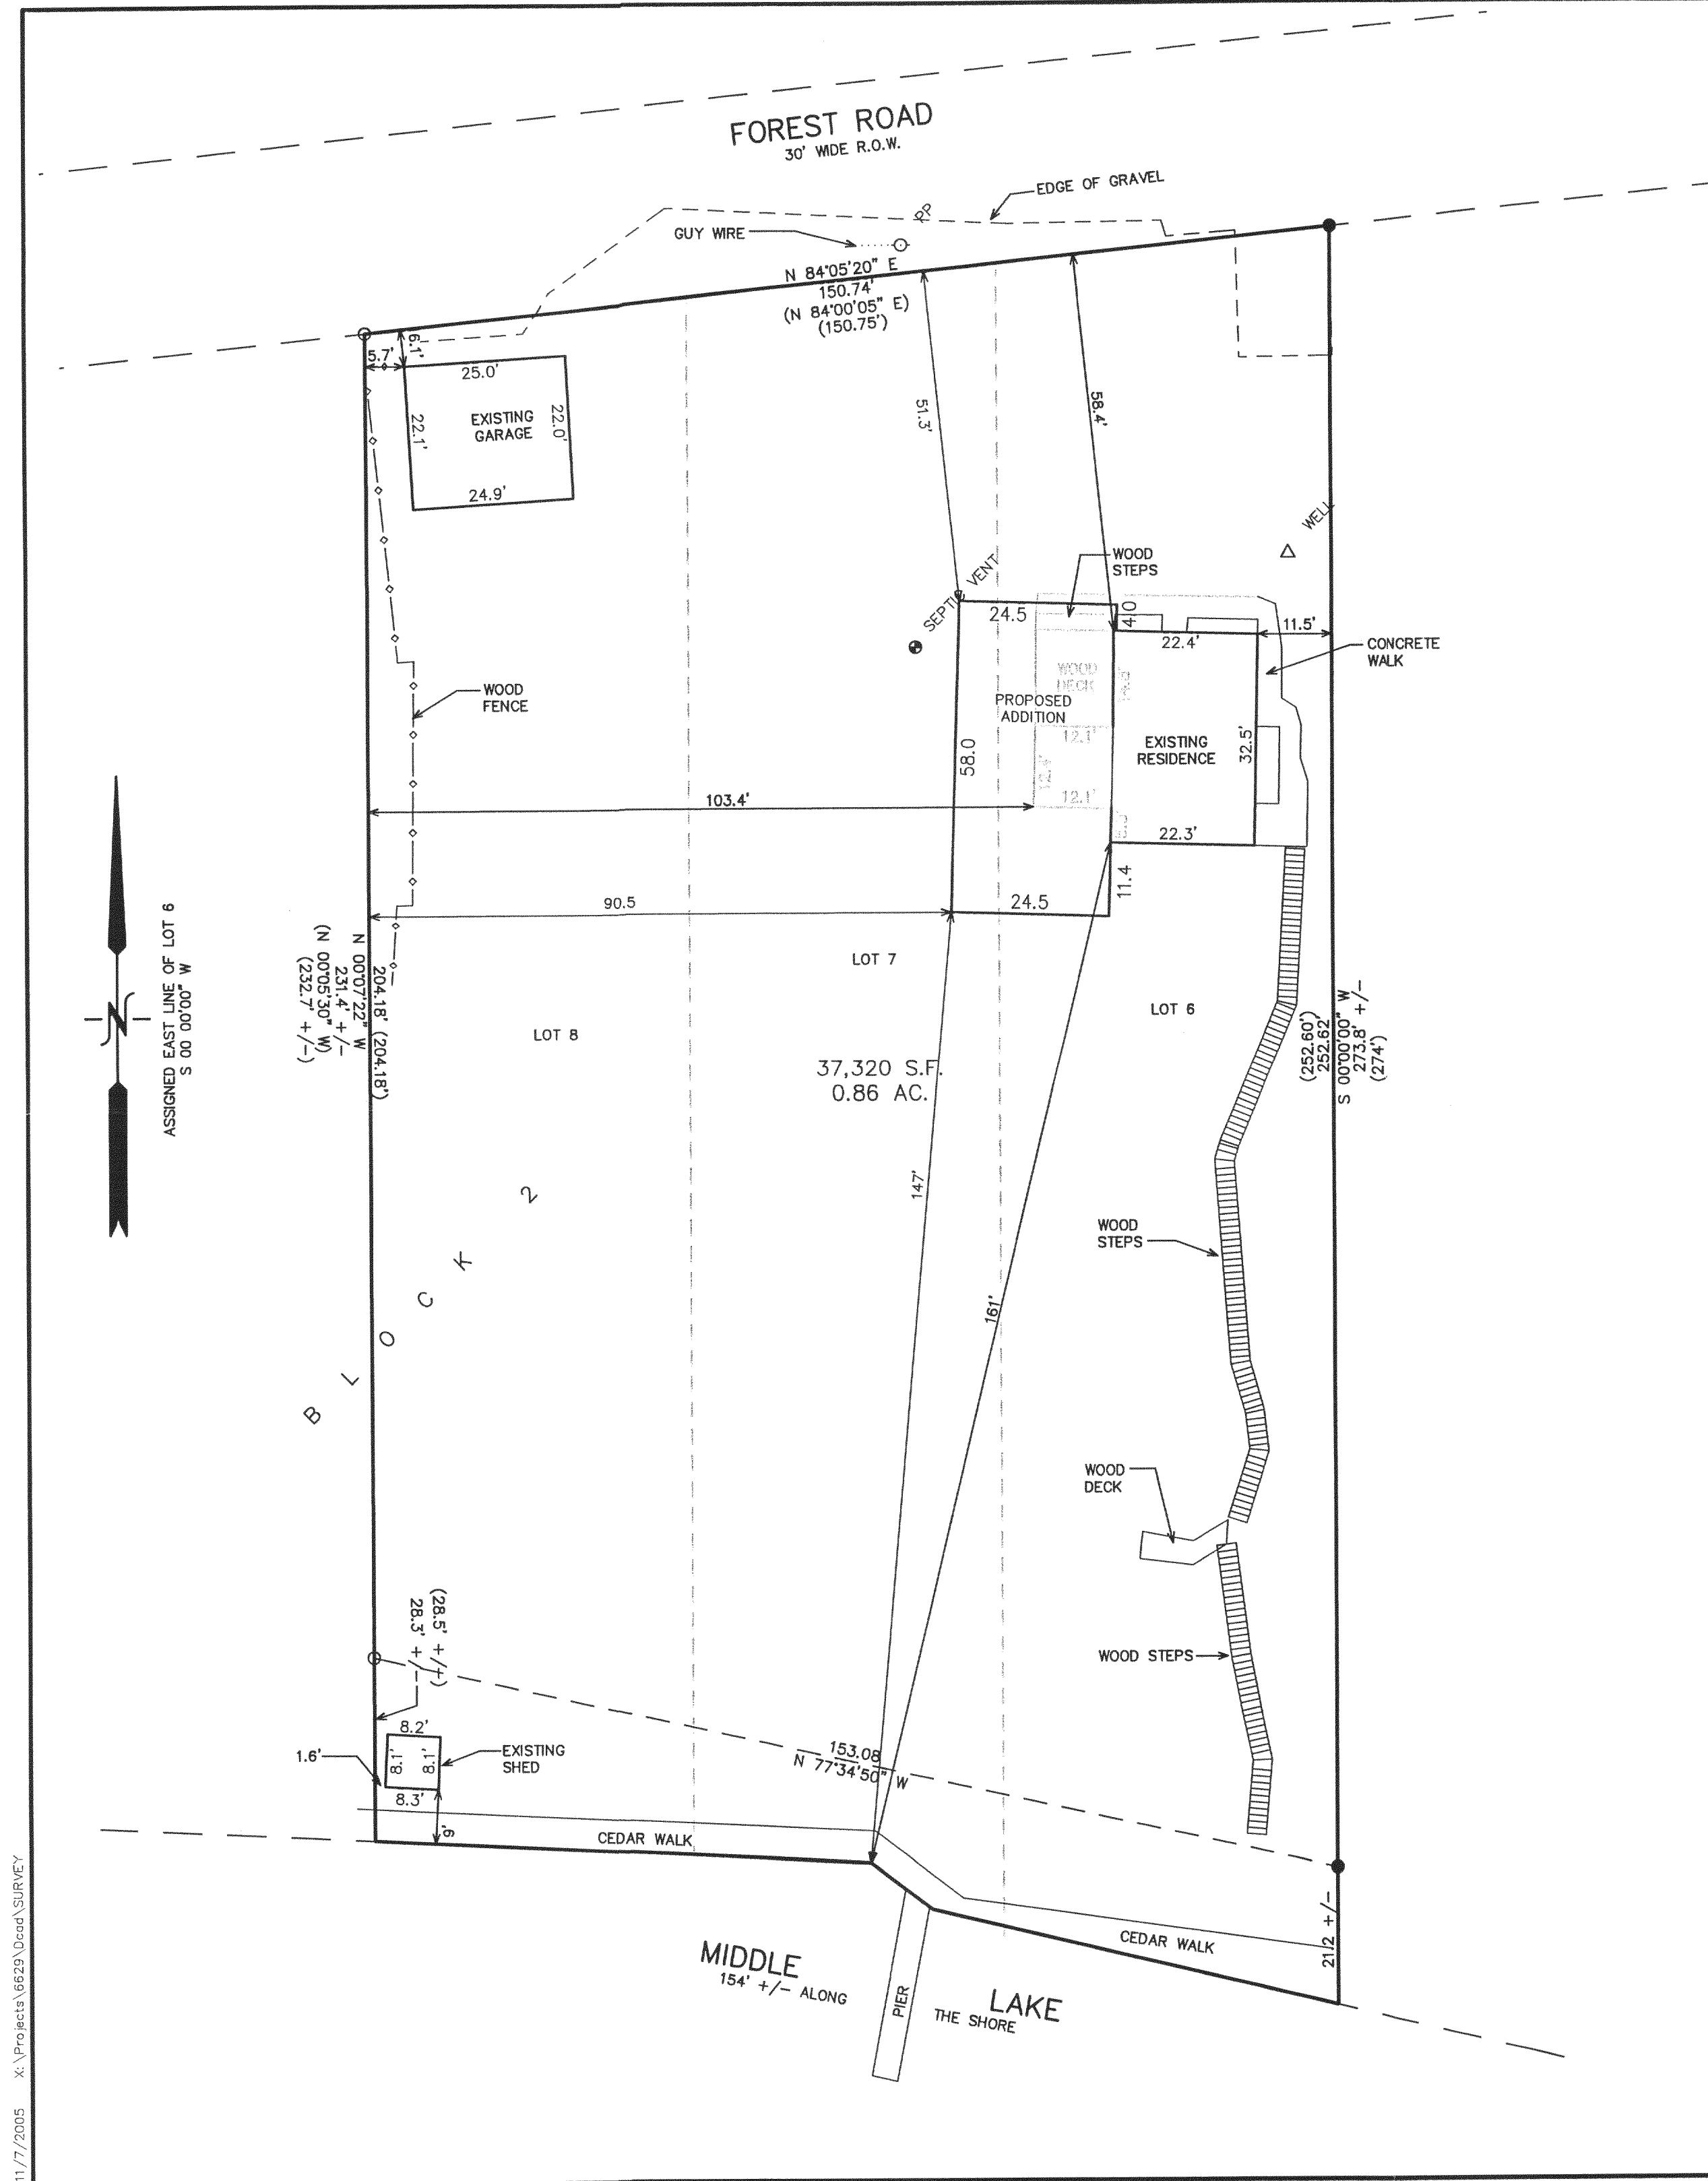 FOREST ROAD
30' WIDE R.O.W.
EDGE OF GRAVEL
PP
GUY WIRE
N 84°05'20" E
150.74'
(N 84°00'05" E)
(150.75')
6.1'
5.7'
25.0'
EXISTING
GARAGE
22.1'
22.0'
24.9'
51.3'
58.4'
WELL
WOOD
STEPS
SEPTIC VENT
24.5
4.0
22.4'
11.5'
CONCRETE
WALK
WOOD
DECK
PROPOSED
ADDITION
12.1'
12.4'
12.1'
58.0
EXISTING
RESIDENCE
32.5'
22.3'
WOOD
FENCE
103.4'
11.4
90.5
24.5
LOT 7
LOT 6
LOT 8
37,320 S.F.
0.86 AC.
ASSIGNED EAST LINE OF LOT 6
S 00°00'00" W
N
204.18' (204.18')
N 00°07'22" W
231.4' +/-
(N 00°05'30" W)
(232.7' +/-)
(252.60')
252.62'
S 00°00'00" W
273.8' +/-
(274')
147'
161'
BLOCK 2
WOOD
STEPS
WOOD
DECK
WOOD STEPS
(28.5' +/-)
28.3' +/-
8.2'
1.6'
8.1'
8.1'
EXISTING
SHED
8.3'
9'
153.08
N 77°34'50" W
CEDAR WALK
CEDAR WALK
21.2 +/-
MIDDLE LAKE
154' +/- ALONG THE SHORE
PIER
11/7/2005 X:\Projects\6629\Dcad\SURVEY